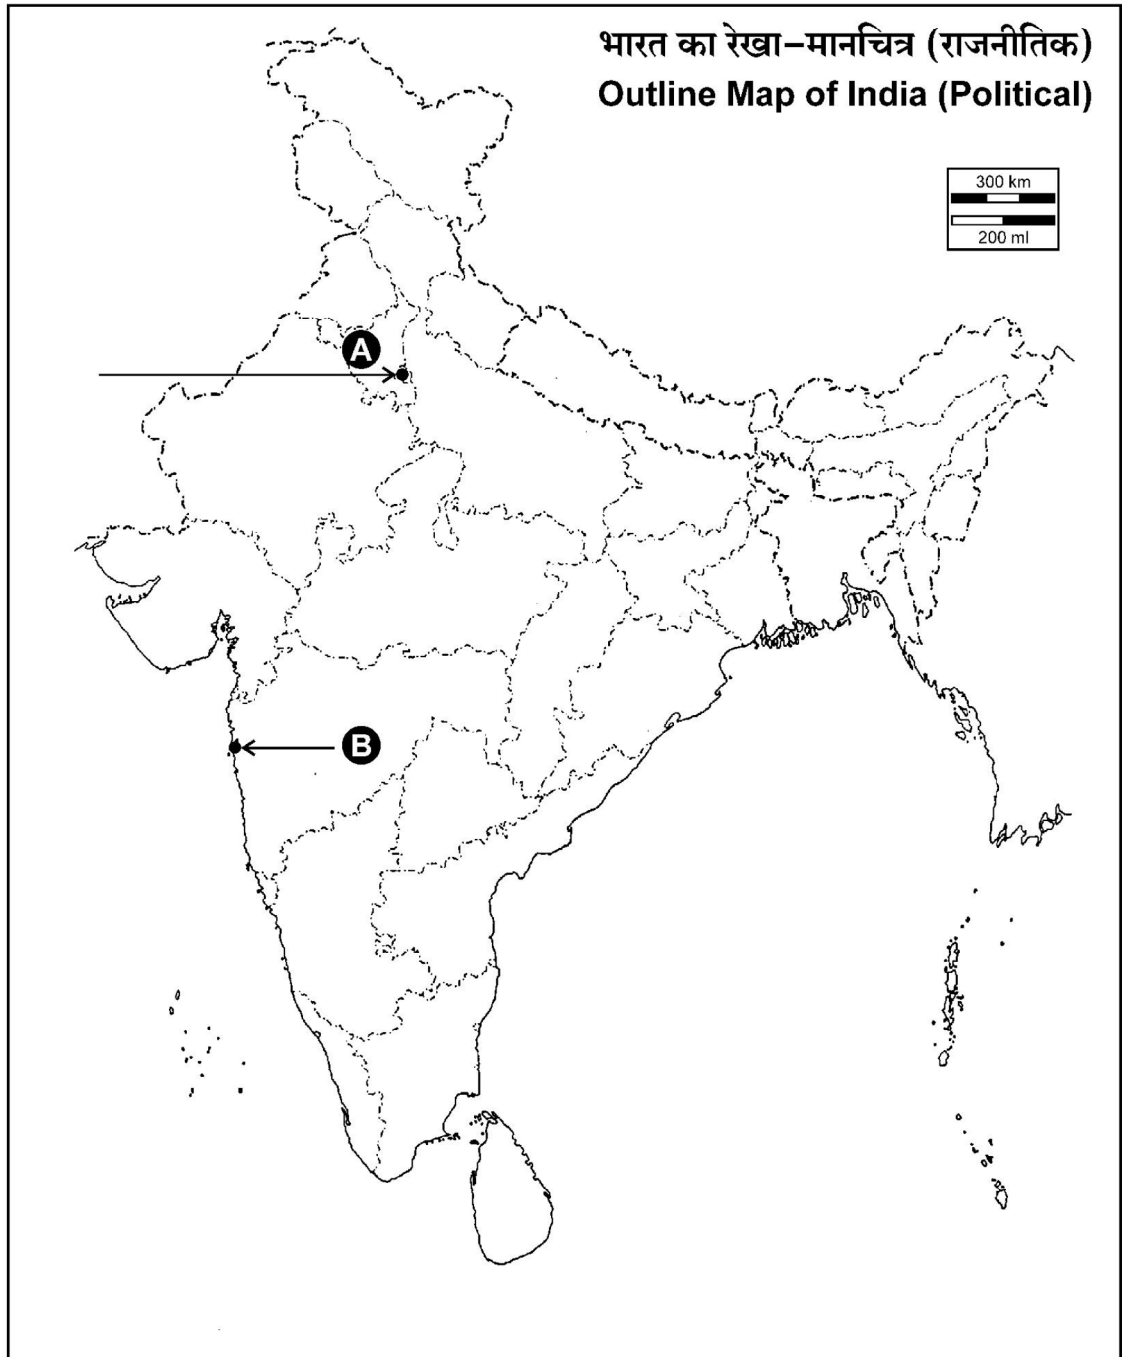 भारत का रेखा–मानचित्र (राजनीतिक)
Outline Map of India (Political)
300 km
200 ml
A
B